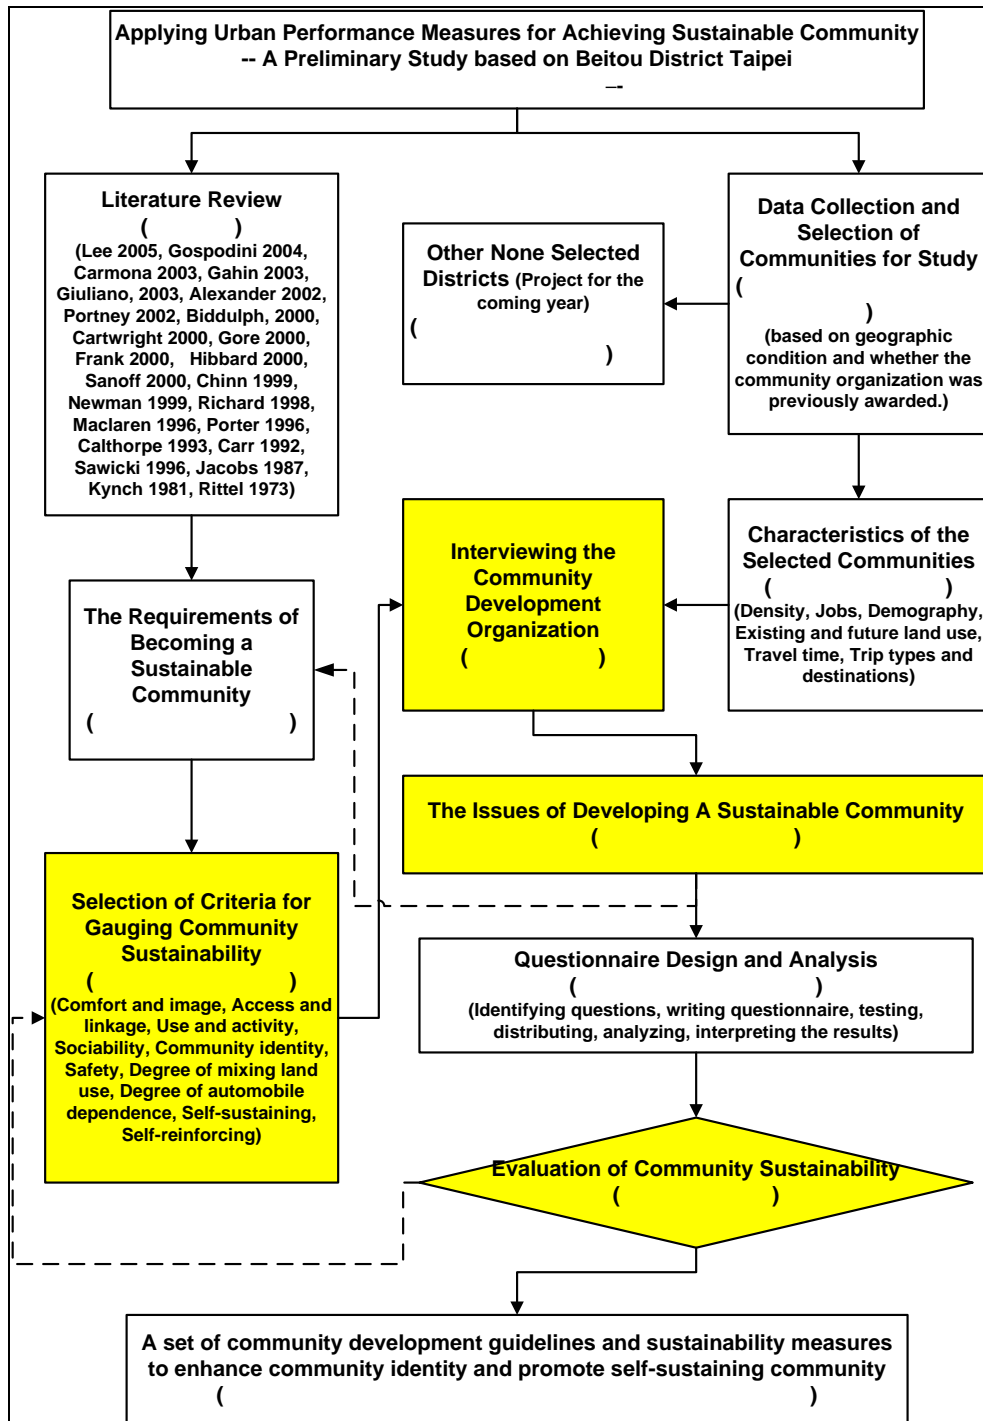 Applying Urban Performance Measures for Achieving Sustainable Community
-- A Preliminary Study based on Beitou District Taipei
–-
Literature Review
( )
(Lee 2005, Gospodini 2004,
Carmona 2003, Gahin 2003,
Giuliano, 2003, Alexander 2002,
Portney 2002, Biddulph, 2000,
Cartwright 2000, Gore 2000,
Frank 2000, Hibbard 2000,
Sanoff 2000, Chinn 1999,
Newman 1999, Richard 1998,
Maclaren 1996, Porter 1996,
Calthorpe 1993, Carr 1992,
Sawicki 1996, Jacobs 1987,
Kynch 1981, Rittel 1973)
Other None Selected
Districts (Project for the
coming year)
(
)
Data Collection and
Selection of
Communities for Study
(
)
(based on geographic
condition and whether the
community organization was
previously awarded.)
The Requirements of
Becoming a
Sustainable
Community
( )
Interviewing the
Community
Development
Organization
( )
Characteristics of the
Selected Communities
( )
(Density, Jobs, Demography,
Existing and future land use,
Travel time, Trip types and
destinations)
The Issues of Developing A Sustainable Community
( )
Selection of Criteria for
Gauging Community
Sustainability
( )
(Comfort and image, Access and
linkage, Use and activity,
Sociability, Community identity,
Safety, Degree of mixing land
use, Degree of automobile
dependence, Self-sustaining,
Self-reinforcing)
Questionnaire Design and Analysis
( )
(Identifying questions, writing questionnaire, testing,
distributing, analyzing, interpreting the results)
Evaluation of Community Sustainability
( )
A set of community development guidelines and sustainability measures
to enhance community identity and promote self-sustaining community
( )